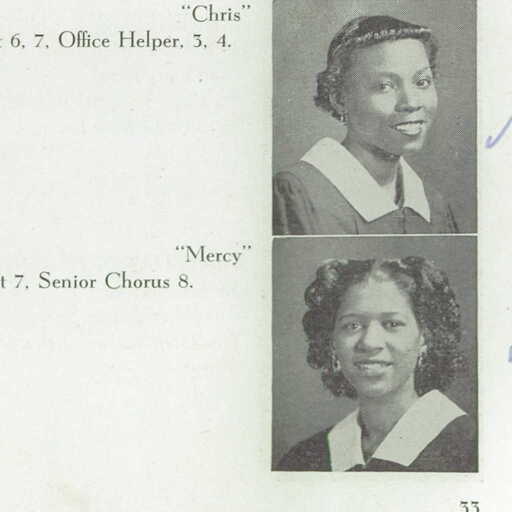 "Chris"
6, 7, Office Helper, 3, 4.
"Mercy"
t 7, Senior Chorus 8.
33